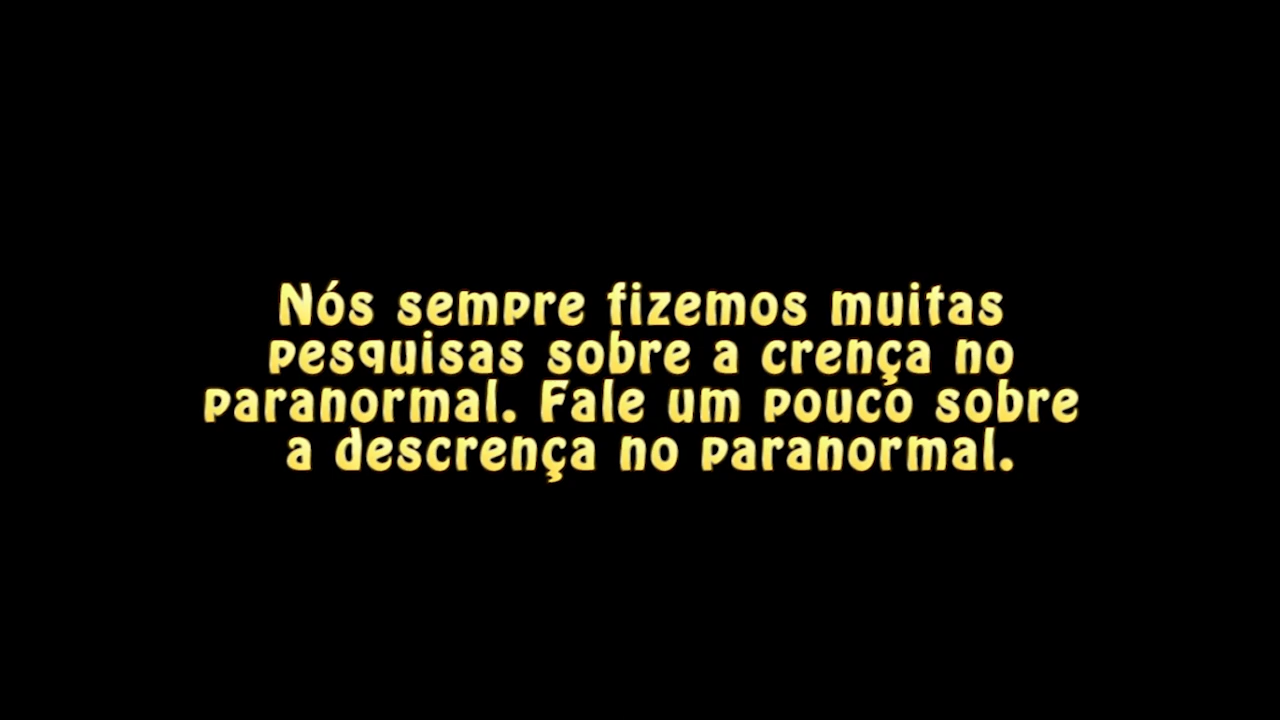 Nós sempre fizemos muitas
pesquisas sobre a crença no
paranormal. Fale um pouco sobre
a descrença no paranormal.